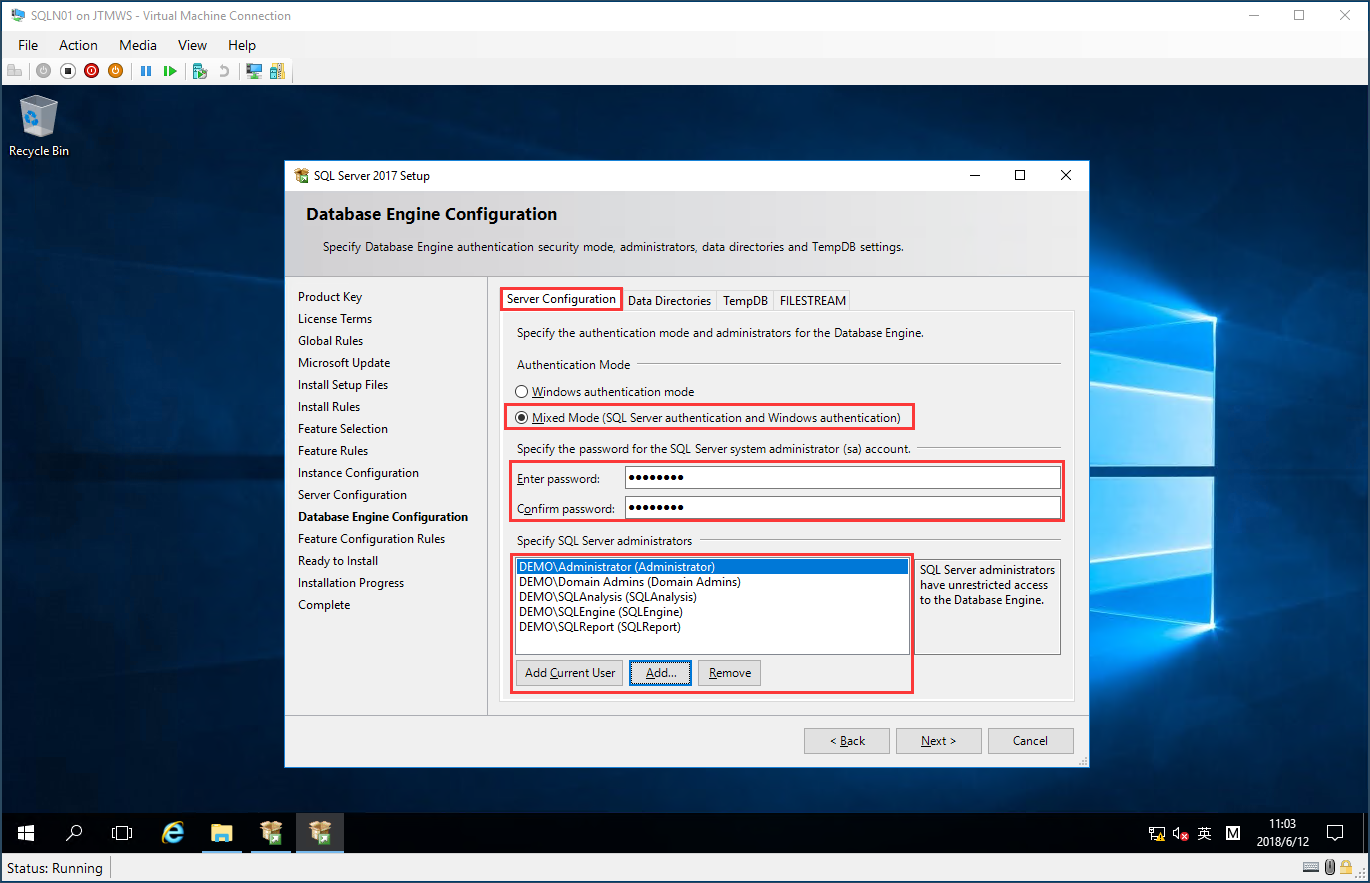 SQLN01 on JTMWS - Virtual Machine Connection
File Action Media View Help
Recycle Bin
SQL Server 2017 Setup
Database Engine Configuration
Specify Database Engine authentication security mode, administrators, data directories and TempDB settings.
Product Key
License Terms
Global Rules
Microsoft Update
Install Setup Files
Install Rules
Feature Selection
Feature Rules
Instance Configuration
Server Configuration
Database Engine Configuration
Feature Configuration Rules
Ready to Install
Installation Progress
Complete
Server Configuration Data Directories TempDB FILESTREAM
Specify the authentication mode and administrators for the Database Engine.
Authentication Mode
Windows authentication mode
Mixed Mode (SQL Server authentication and Windows authentication)
Specify the password for the SQL Server system administrator (sa) account.
Enter password: ●●●●●●●●
Confirm password: ●●●●●●●●
Specify SQL Server administrators
DEMO\Administrator (Administrator)
DEMO\Domain Admins (Domain Admins)
DEMO\SQLAnalysis (SQLAnalysis)
DEMO\SQLEngine (SQLEngine)
DEMO\SQLReport (SQLReport)
SQL Server administrators
have unrestricted access
to the Database Engine.
Add Current User Add... Remove
< Back Next > Cancel
英 M
11:03
2018/6/12
Status: Running